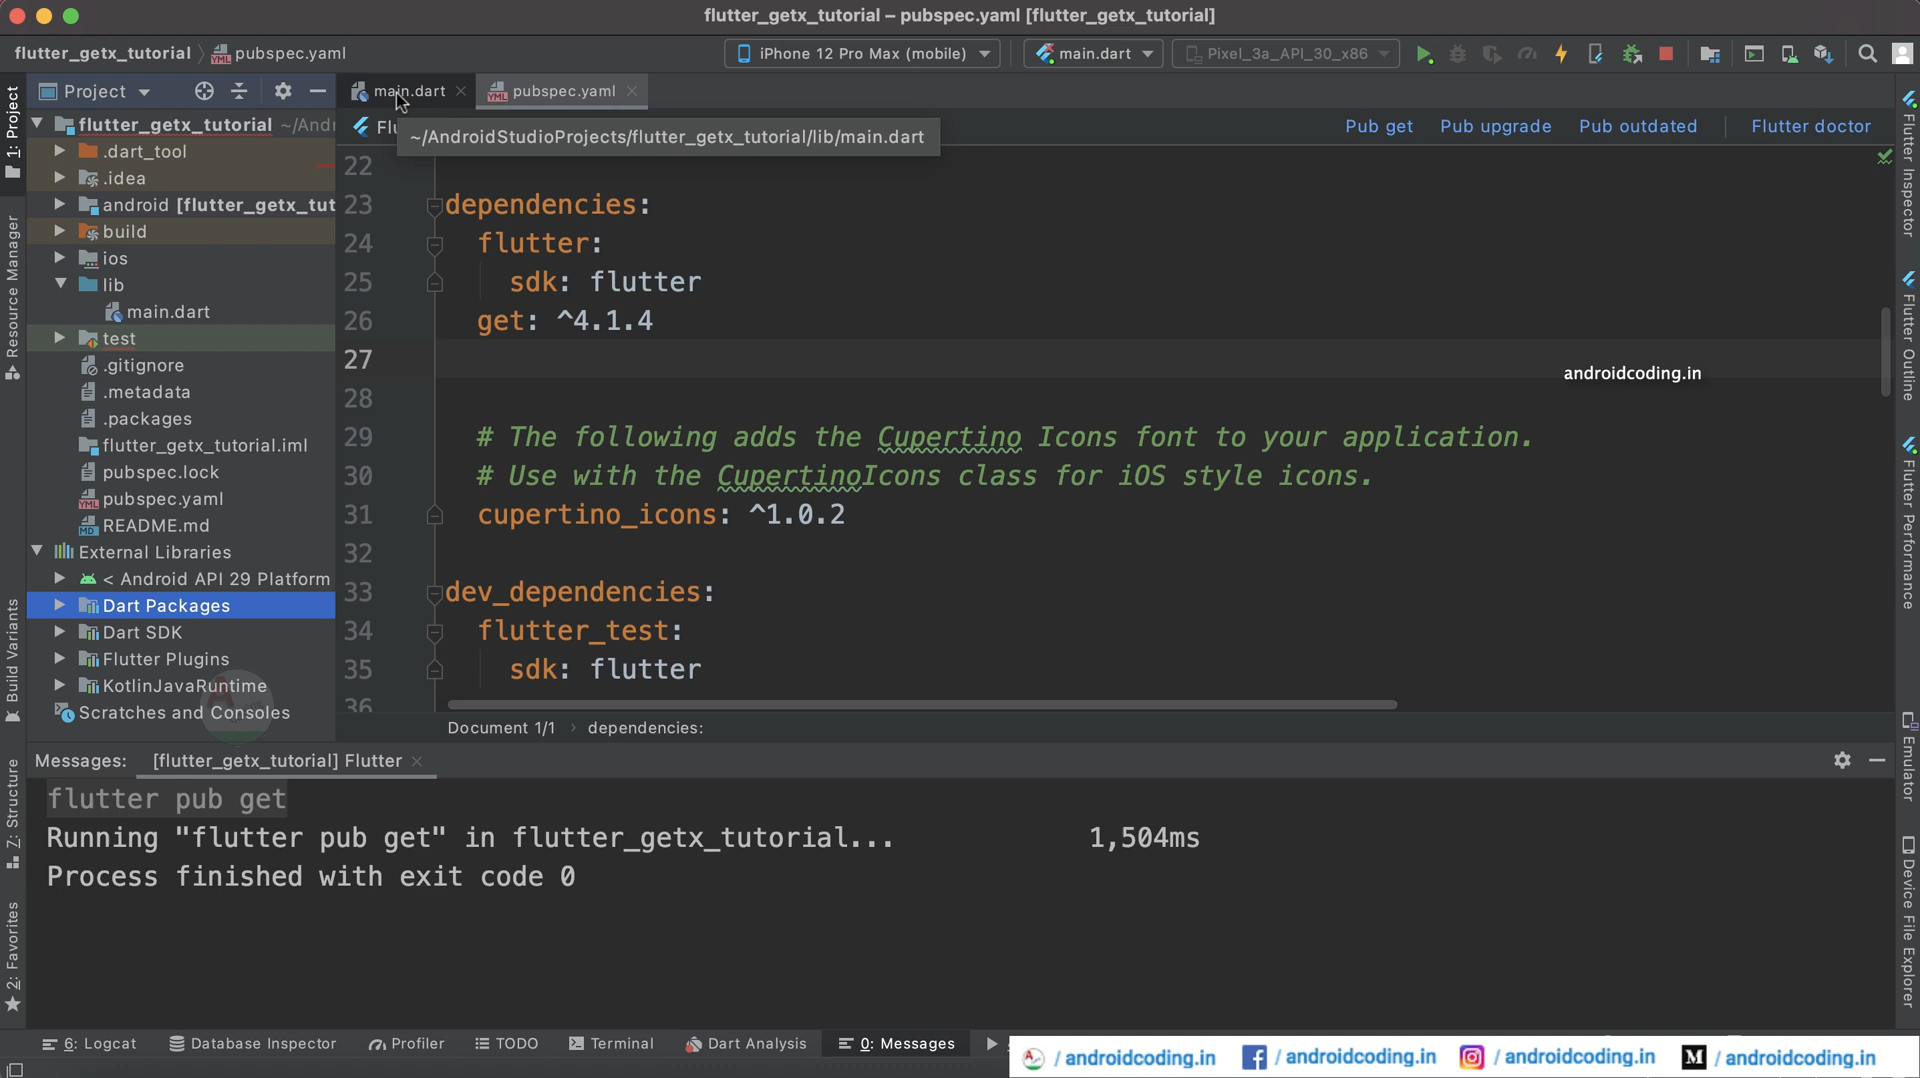 flutter_getx_tutorial – pubspec.yaml [flutter_getx_tutorial]
flutter_getx_tutorial
pubspec.yaml
iPhone 12 Pro Max (mobile)
main.dart
Pixel_3a_API_30_x86
Project
main.dart
pubspec.yaml
~/AndroidStudioProjects/flutter_getx_tutorial/lib/main.dart
Pub get
Pub upgrade
Pub outdated
Flutter doctor
flutter_getx_tutorial ~/And
.dart_tool
.idea
android [flutter_getx_tut
build
ios
lib
main.dart
test
.gitignore
.metadata
.packages
flutter_getx_tutorial.iml
pubspec.lock
pubspec.yaml
README.md
External Libraries
< Android API 29 Platform
Dart Packages
Dart SDK
Flutter Plugins
KotlinJavaRuntime
Scratches and Consoles
22
23 dependencies:
24 flutter:
25 sdk: flutter
26 get: ^4.1.4
27
28
29 # The following adds the Cupertino Icons font to your application.
30 # Use with the CupertinoIcons class for iOS style icons.
31 cupertino_icons: ^1.0.2
32
33 dev_dependencies:
34 flutter_test:
35 sdk: flutter
36
androidcoding.in
Document 1/1
dependencies:
Messages:
[flutter_getx_tutorial] Flutter
flutter pub get
Running "flutter pub get" in flutter_getx_tutorial... 1,504ms
Process finished with exit code 0
1: Project
Resource Manager
Build Variants
7: Structure
2: Favorites
Flutter Inspector
Flutter Outline
Flutter Performance
Emulator
Device File Explorer
6: Logcat
Database Inspector
Profiler
TODO
Terminal
Dart Analysis
0: Messages
/ androidcoding.in
/ androidcoding.in
/ androidcoding.in
/ androidcoding.in